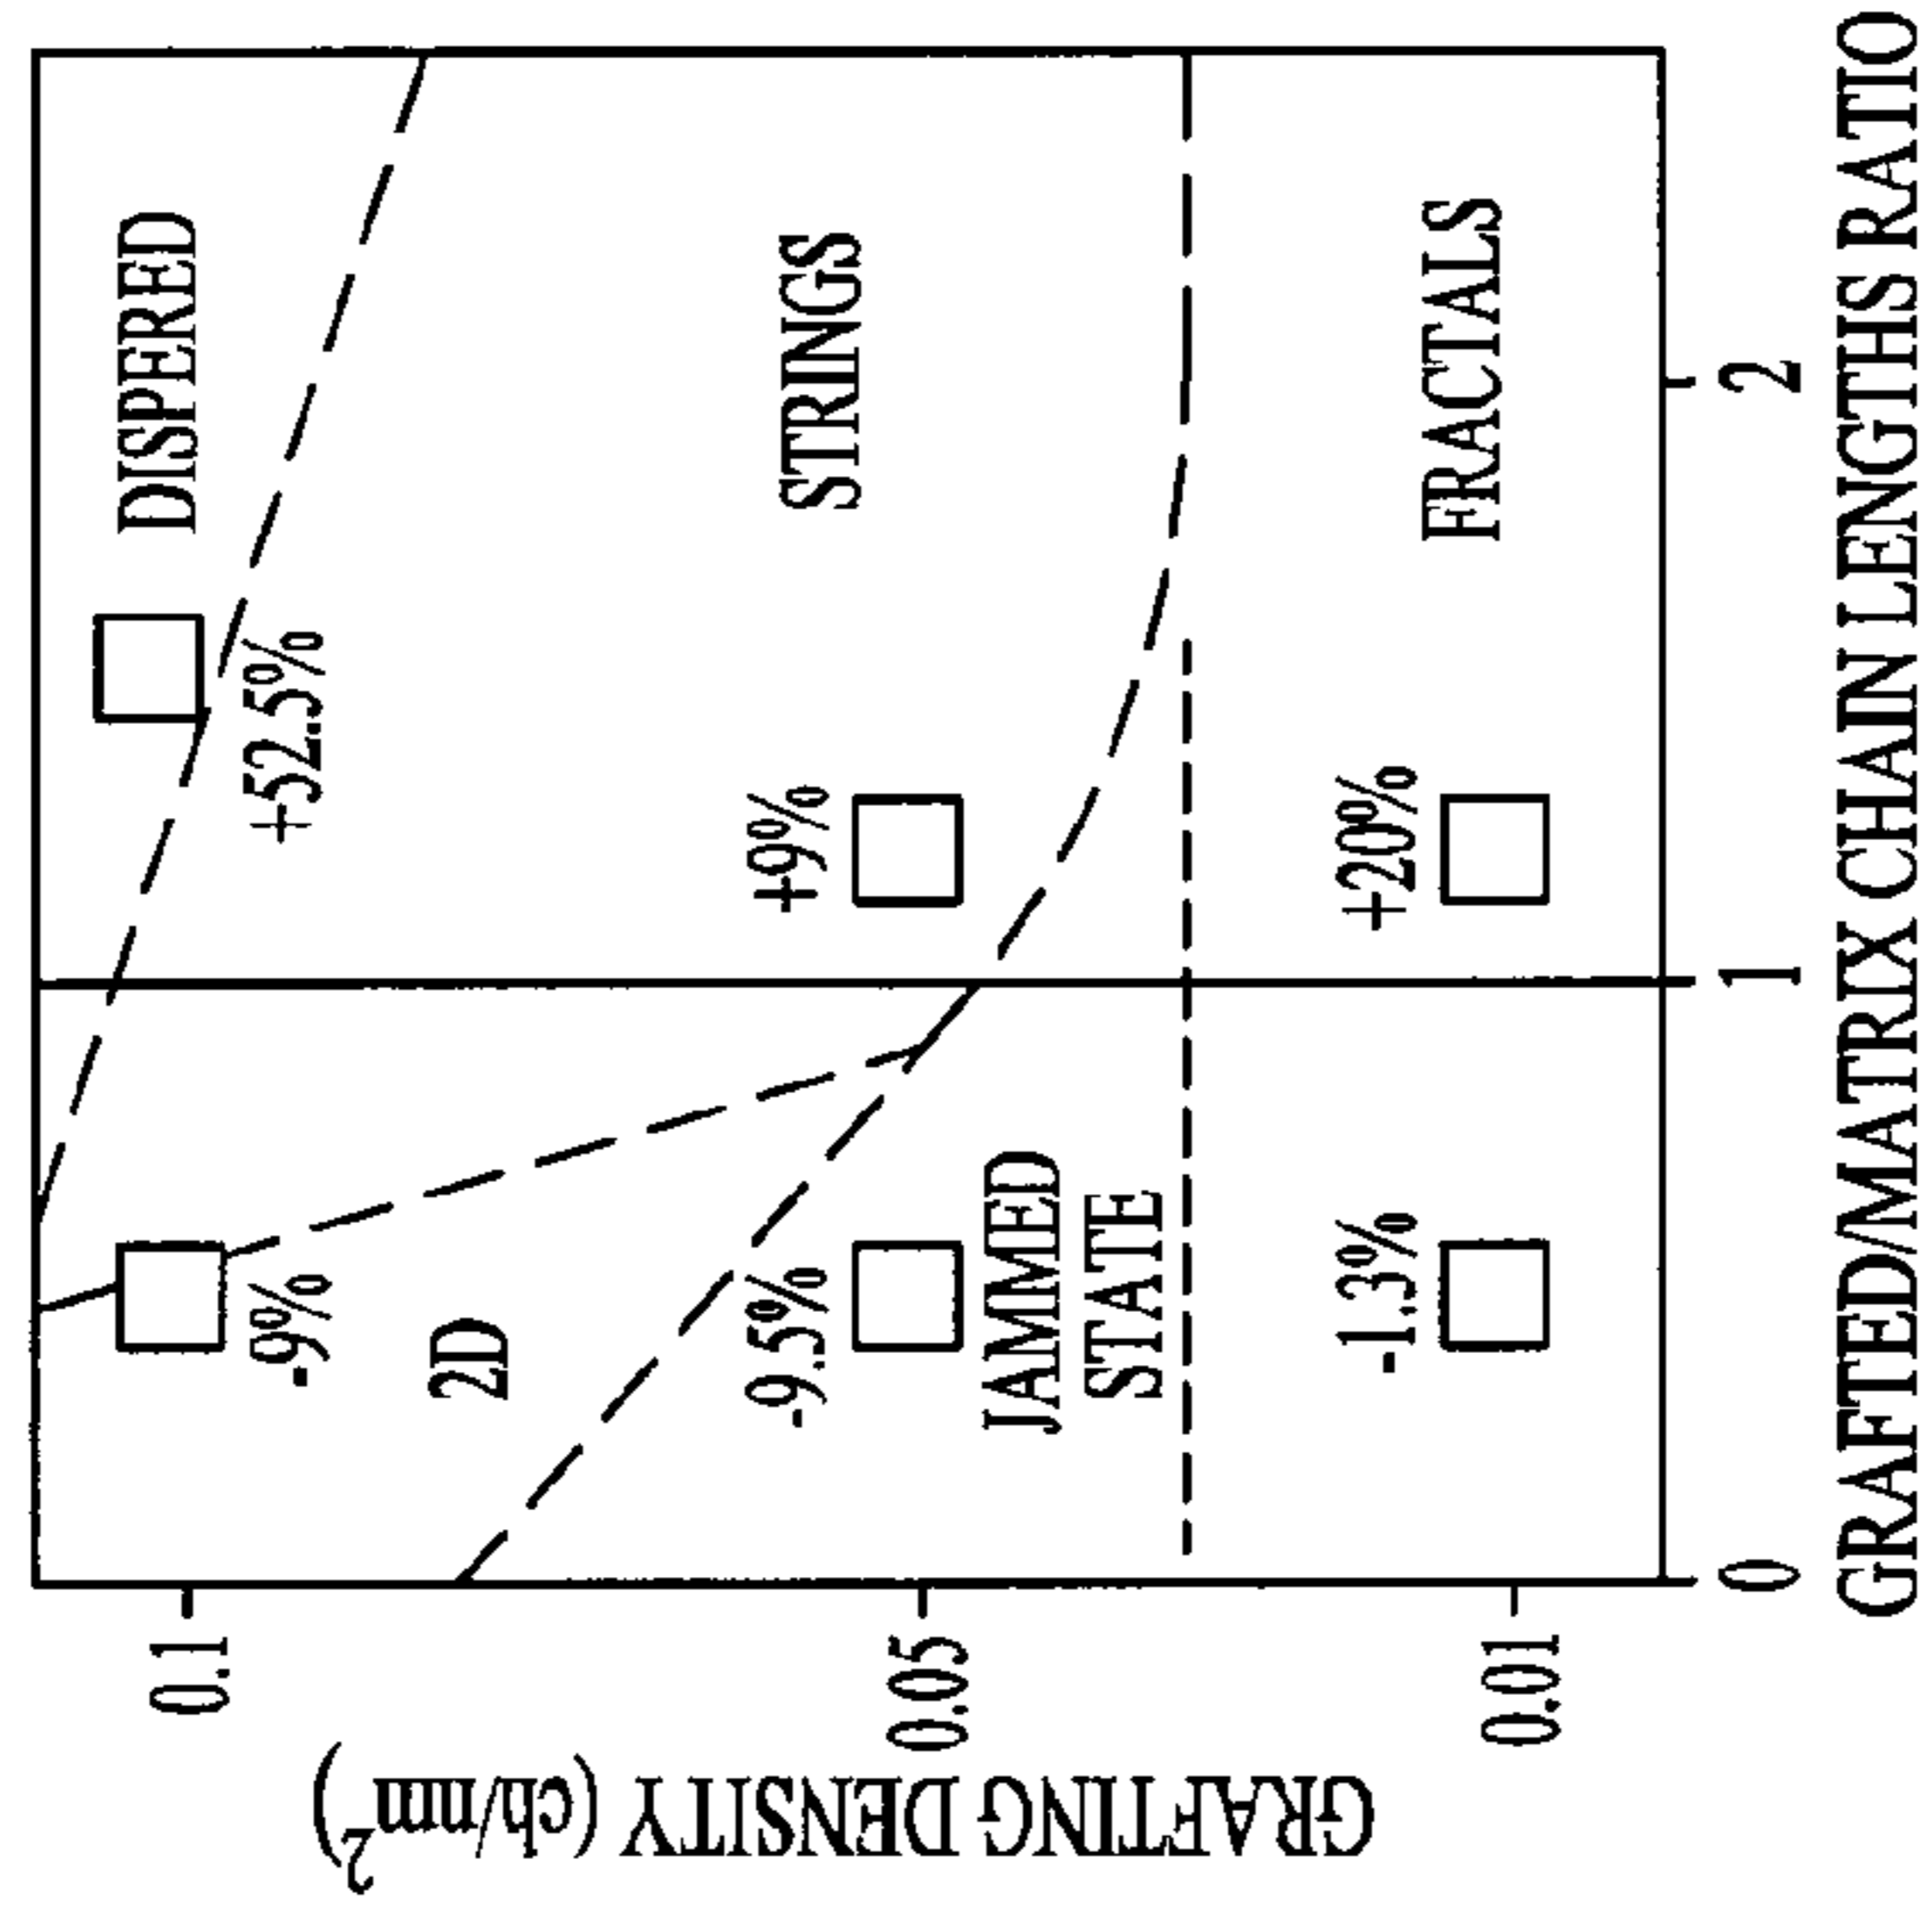 GRAFTING DENSITY (ch/nm2)
0.1
0.05
0.01
-9%
2D
-9.5%
JAMMED
STATE
-1.3%
DISPERED
+52.5%
STRINGS
+9%
+20%
FRACTALS
0
1
2
GRAFTED/MATRIX CHAIN LENGTHS RATIO